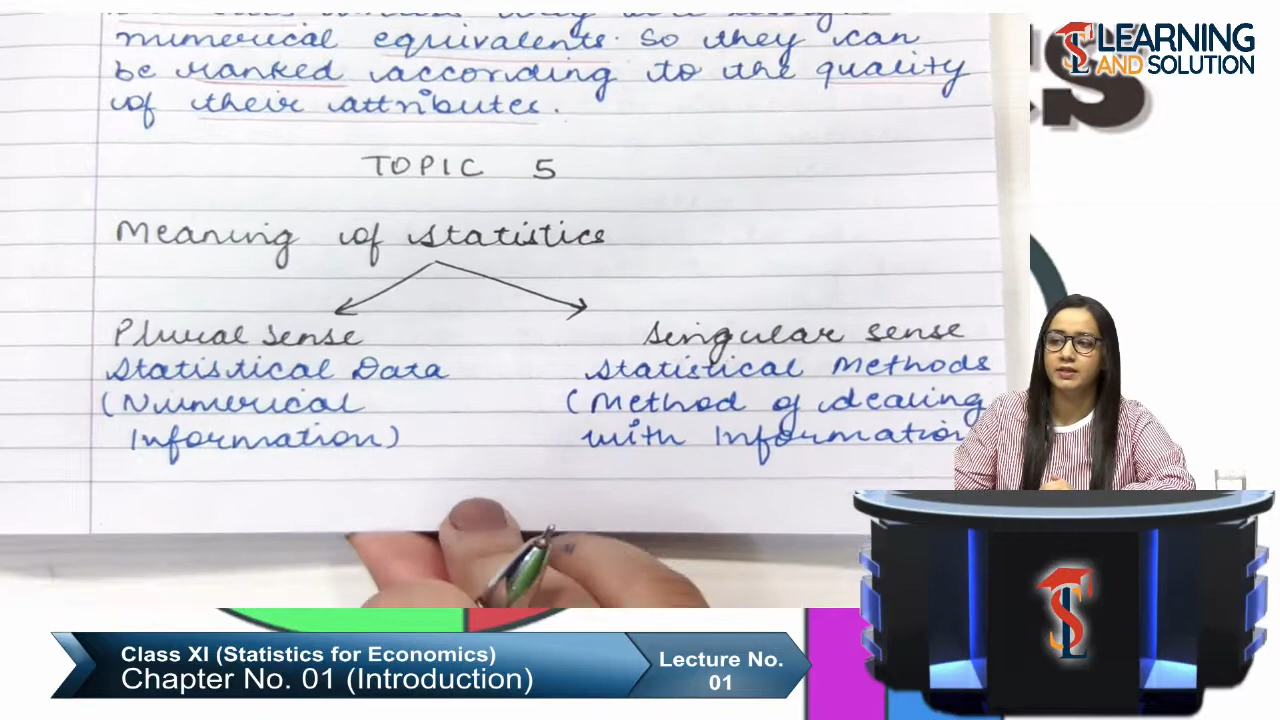 numerical equivalents. So they can
be ranked according to the quality
of their attributes.
TOPIC 5
Meaning of Statistics
Plural Sense
Statistical Data
(Numerical
Information)
Singular sense
Statistical Methods
(Method of dealing
with Information
LEARNING
AND SOLUTION
Class XI (Statistics for Economics)
Chapter No. 01 (Introduction)
Lecture No.
01